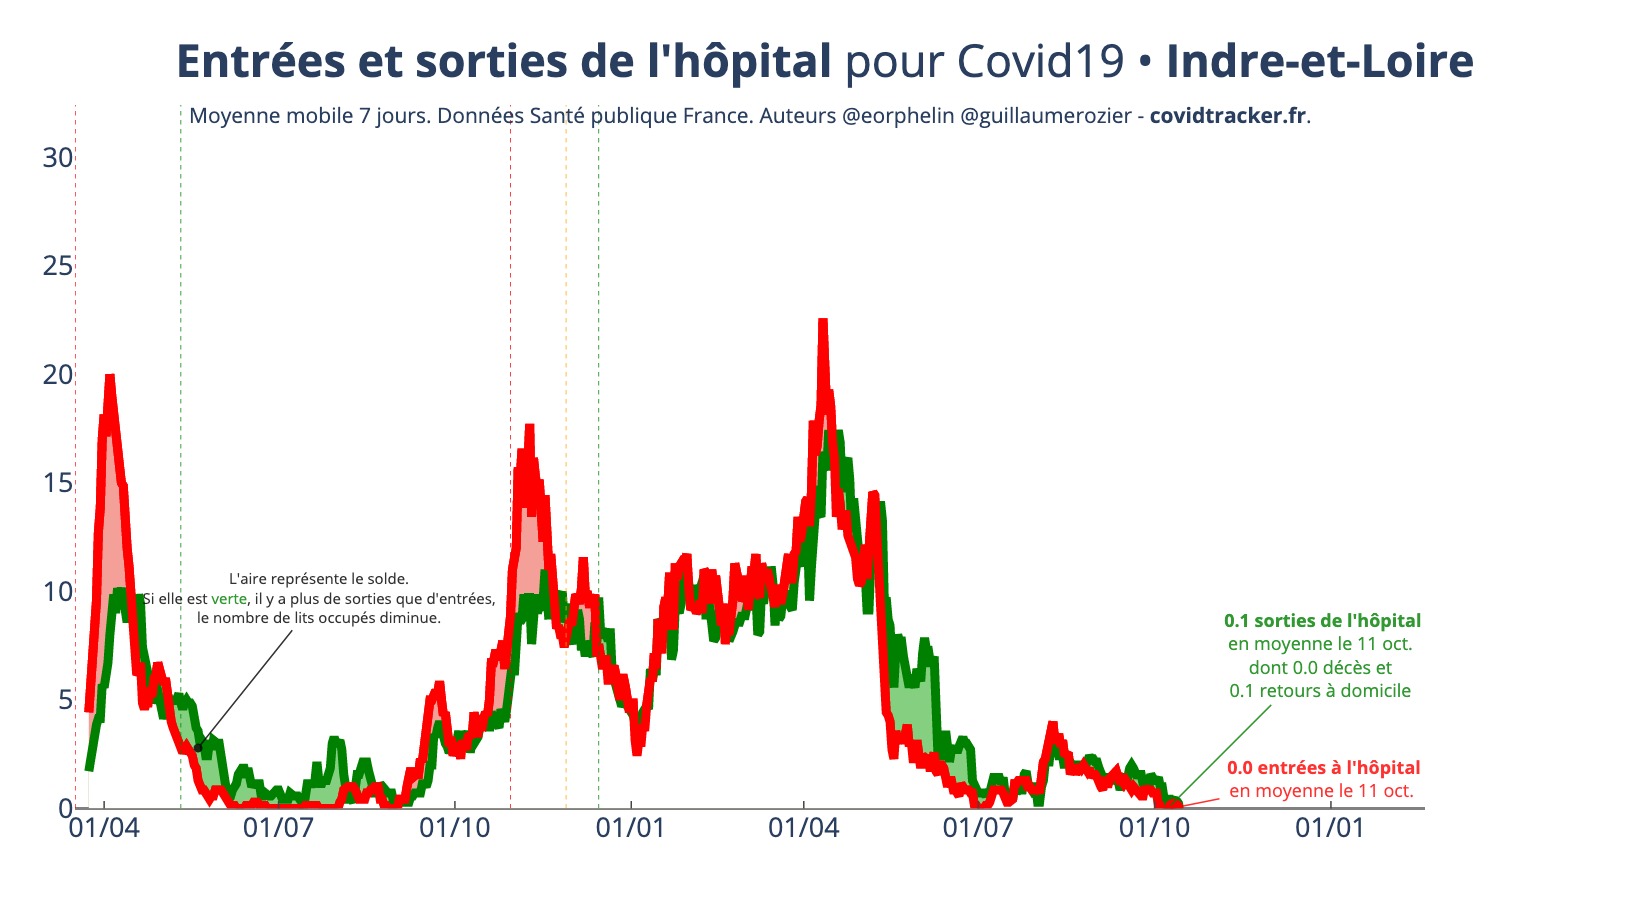 Entrées et sorties de l'hôpital pour Covid19 • Indre-et-Loire
Moyenne mobile 7 jours. Données Santé publique France. Auteurs @eorphelin @guillaumerozier - covidtracker.fr.
30
25
20
15
10
5
0
L'aire représente le solde.
Si elle est verte, il y a plus de sorties que d'entrées,
le nombre de lits occupés diminue.
0.1 sorties de l'hôpital
en moyenne le 11 oct.
dont 0.0 décès et
0.1 retours à domicile
0.0 entrées à l'hôpital
en moyenne le 11 oct.
01/04 01/07 01/10 01/01 01/04 01/07 01/10 01/01